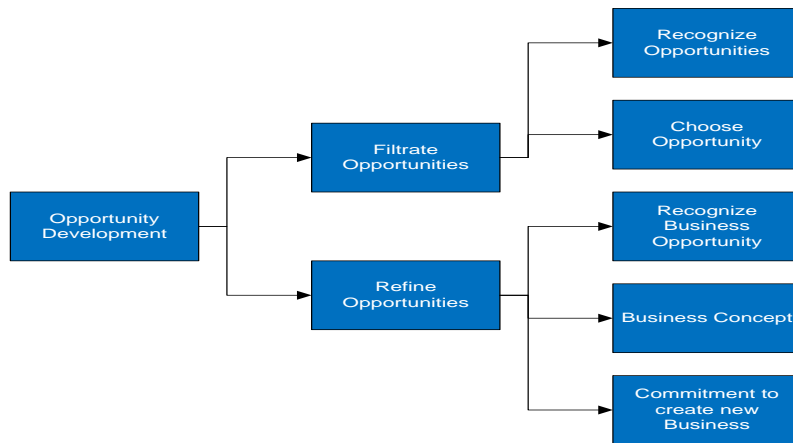 Recognize
Opportunities
Filtrate
Opportunities
Choose
Opportunity
Opportunity
Development
Recognize
Business
Opportunity
Refine
Opportunities
Business Concept
Commitment to
create new
Business